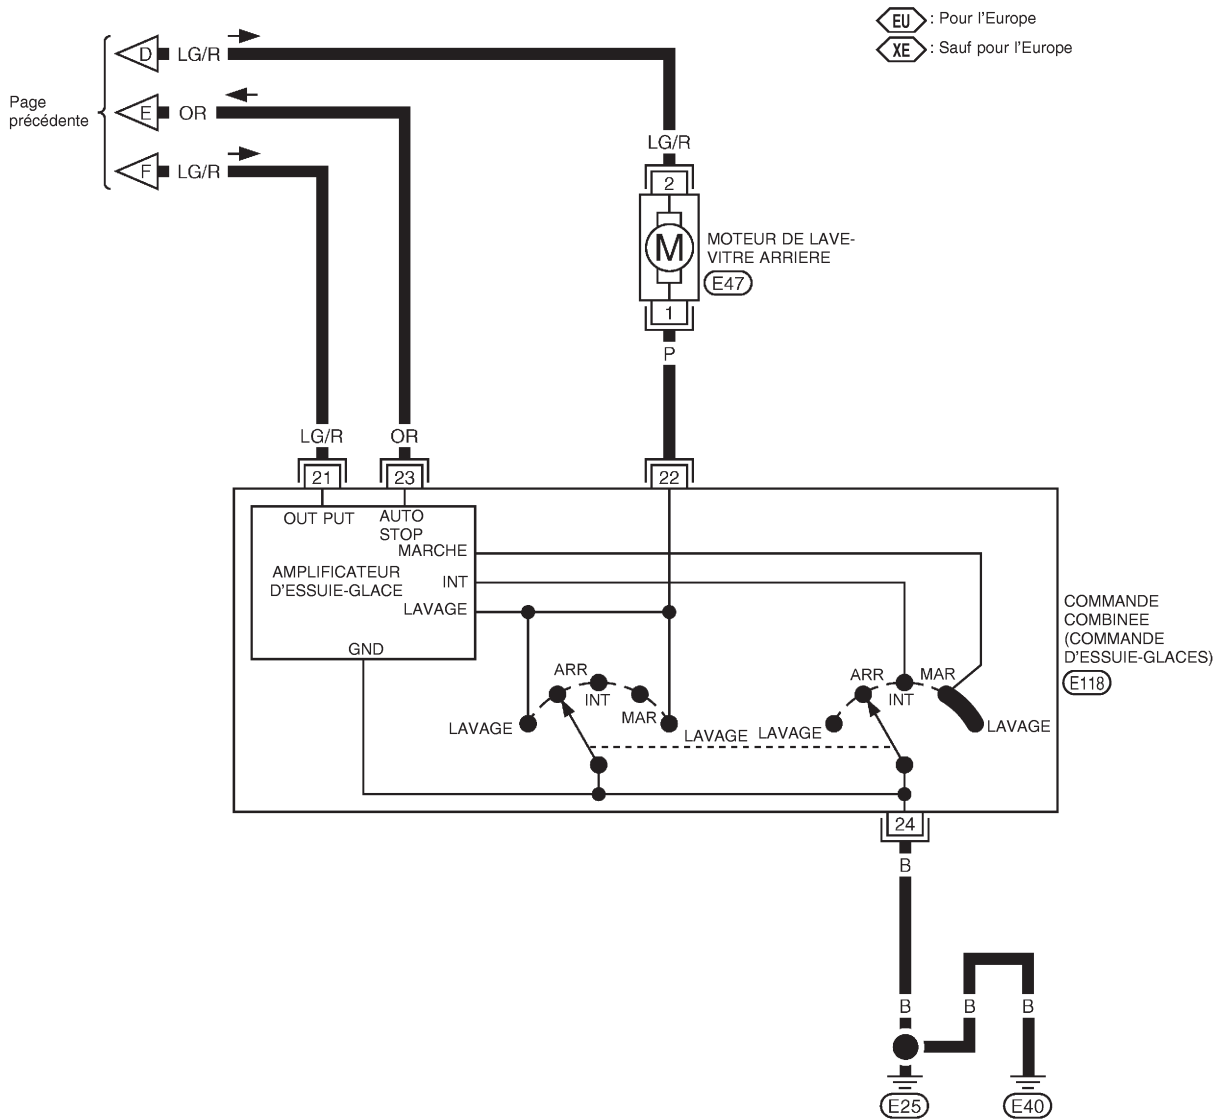 EU : Pour l'Europe
XE : Sauf pour l'Europe
Page
précédente
D LG/R
E OR
F LG/R
LG/R
2
M
MOTEUR DE LAVE-
VITRE ARRIERE
E47
1
P
LG/R OR
21 23 22
OUT PUT
AUTO
STOP
MARCHE
AMPLIFICATEUR
D'ESSUIE-GLACE
INT
LAVAGE
GND
COMMANDE
COMBINEE
(COMMANDE
D'ESSUIE-GLACES)
E118
ARR
INT
MAR
LAVAGE
LAVAGE
ARR
INT
MAR
LAVAGE
LAVAGE
24
B
B B B
E25 E40